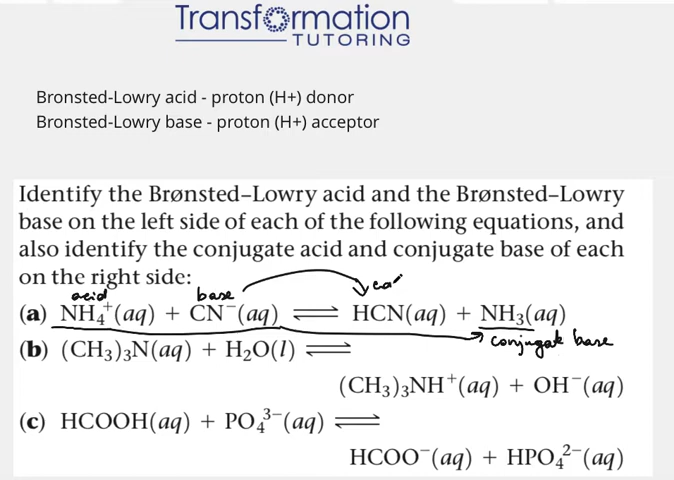 Transformation
TUTORING
Bronsted-Lowry acid - proton (H+) donor
Bronsted-Lowry base - proton (H+) acceptor
Identify the Brønsted–Lowry acid and the Brønsted–Lowry
base on the left side of each of the following equations, and
also identify the conjugate acid and conjugate base of each
on the right side:
acid base
(a) NH₄⁺(aq) + CN⁻(aq) ⇌ HCN(aq) + NH₃(aq)
conjugate base
(b) (CH₃)₃N(aq) + H₂O(l) ⇌
(CH₃)₃NH⁺(aq) + OH⁻(aq)
(c) HCOOH(aq) + PO₄³⁻(aq) ⇌
HCOO⁻(aq) + HPO₄²⁻(aq)